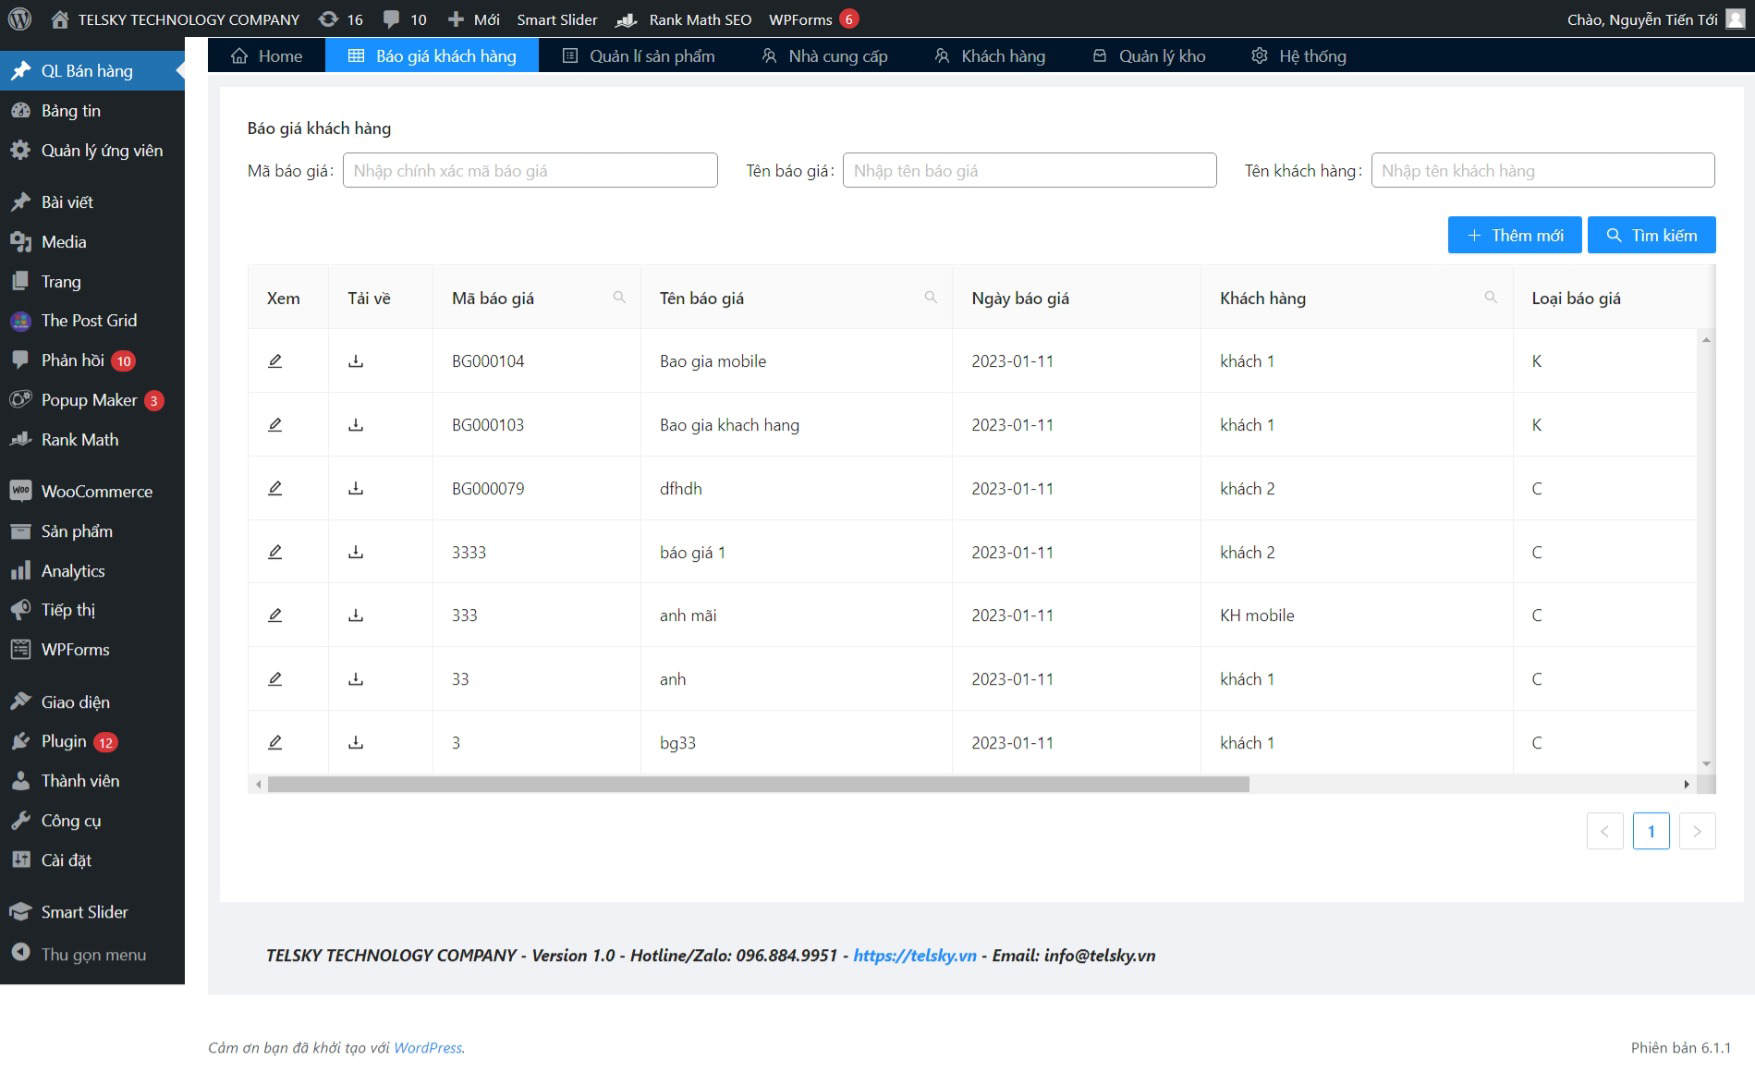 TELSKY TECHNOLOGY COMPANY 16 10 Mới Smart Slider Rank Math SEO WPForms 6 Chào, Nguyễn Tiến Tới
Home Báo giá khách hàng Quản lí sản phẩm Nhà cung cấp Khách hàng Quản lý kho Hệ thống
QL Bán hàng
Bảng tin
Quản lý ứng viên
Bài viết
Media
Trang
The Post Grid
Phản hồi 10
Popup Maker 3
Rank Math
WooCommerce
Sản phẩm
Analytics
Tiếp thị
WPForms
Giao diện
Plugin 12
Thành viên
Công cụ
Cài đặt
Smart Slider
Thu gọn menu
Báo giá khách hàng
Mã báo giá: Nhập chính xác mã báo giá Tên báo giá: Nhập tên báo giá Tên khách hàng: Nhập tên khách hàng
Thêm mới Tìm kiếm
Xem Tải về Mã báo giá Tên báo giá Ngày báo giá Khách hàng Loại báo giá
BG000104 Bao gia mobile 2023-01-11 khách 1 K
BG000103 Bao gia khach hang 2023-01-11 khách 1 K
BG000079 dfhdh 2023-01-11 khách 2 C
3333 báo giá 1 2023-01-11 khách 2 C
333 anh mãi 2023-01-11 KH mobile C
33 anh 2023-01-11 khách 1 C
3 bg33 2023-01-11 khách 1 C
< 1 >
TELSKY TECHNOLOGY COMPANY - Version 1.0 - Hotline/Zalo: 096.884.9951 - https://telsky.vn - Email: info@telsky.vn
Cảm ơn bạn đã khởi tạo với WordPress. Phiên bản 6.1.1